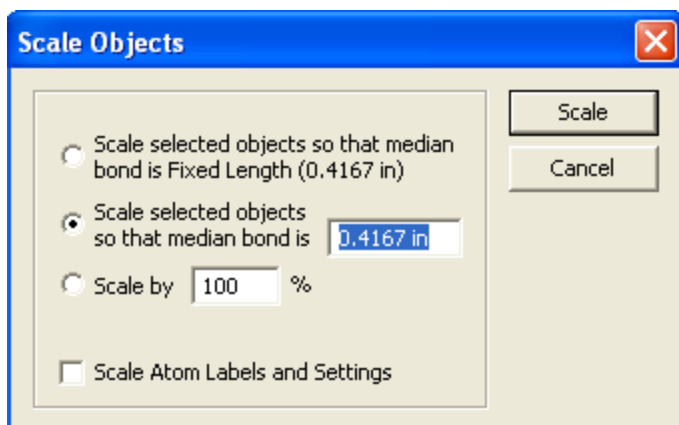 Scale Objects
Scale selected objects so that median
bond is Fixed Length (0.4167 in)
Scale selected objects
so that median bond is 0.4167 in
Scale by 100 %
Scale Atom Labels and Settings
Scale
Cancel